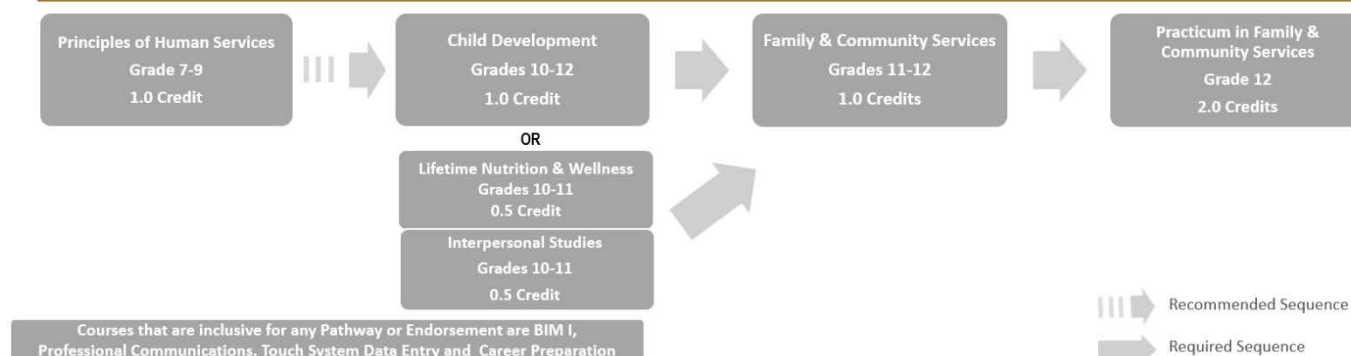 Principles of Human Services
Grade 7-9
1.0 Credit
Child Development
Grades 10-12
1.0 Credit
OR
Lifetime Nutrition & Wellness
Grades 10-11
0.5 Credit
Interpersonal Studies
Grades 10-11
0.5 Credit
Family & Community Services
Grades 11-12
1.0 Credits
Practicum in Family &
Community Services
Grade 12
2.0 Credits
Courses that are inclusive for any Pathway or Endorsement are BIM I,
Professional Communications, Touch System Data Entry and Career Preparation
Recommended Sequence
Required Sequence